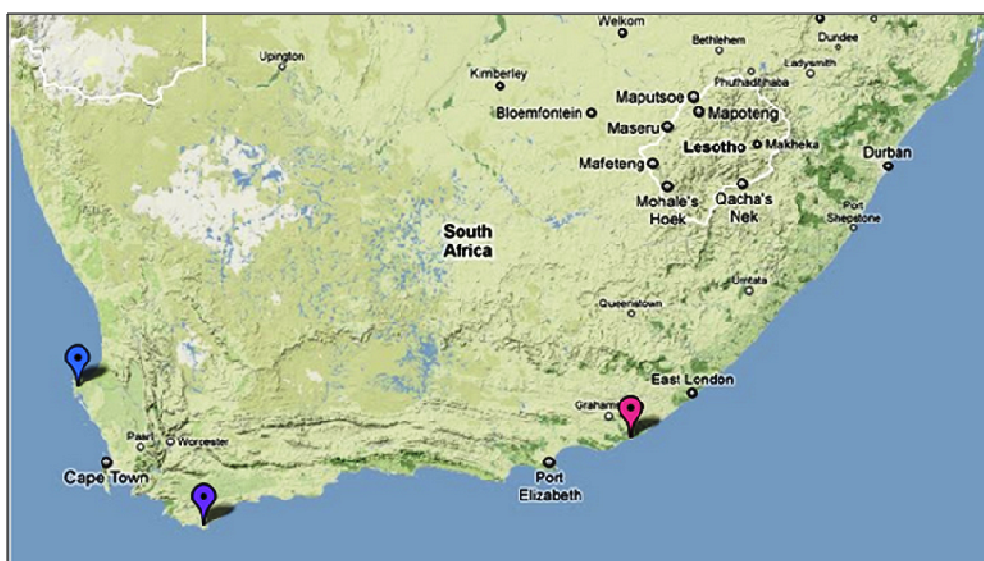 Welkom
Dundee
Bethlehem
Upington
Ladysmith
Kimberley
Phuthaditjhaba
Maputsoe
Bloemfontein
Mapoteng
Maseru
Lesotho
Makheka
Durban
Mafeteng
Mohale's
Hoek
Qacha's
Nek
Port
Shepstone
South
Africa
Umtata
Queenstown
East London
Grahams
Paarl
Worcester
Cape Town
Port
Elizabeth